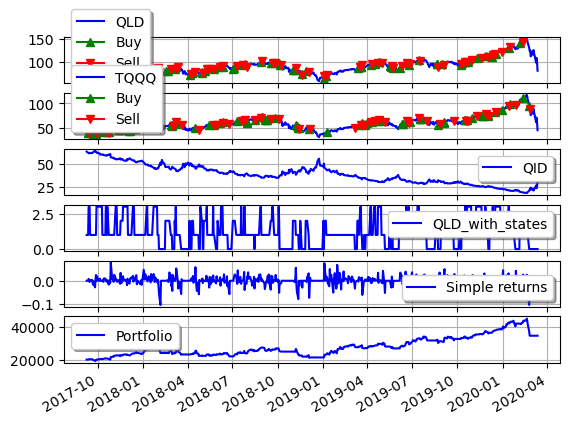 QLD
Buy
Sell
150
100
TQQQ
Buy
Sell
100
50
QID
50
25
QLD_with_states
2.5
0.0
Simple returns
0.0
−0.1
Portfolio
40000
20000
2017-10
2018-01
2018-04
2018-07
2018-10
2019-01
2019-04
2019-07
2019-10
2020-01
2020-04